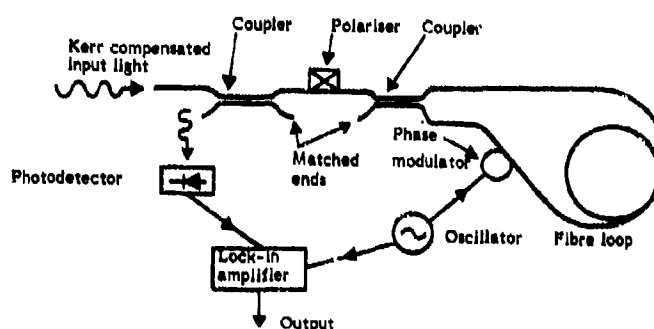 Coupler
Polariser
Coupler
Kerr compensated
input light
Matched
ends
Phase
modulator
Photodetector
Oscillator
Fibre loop
Lock-in
amplifier
Output